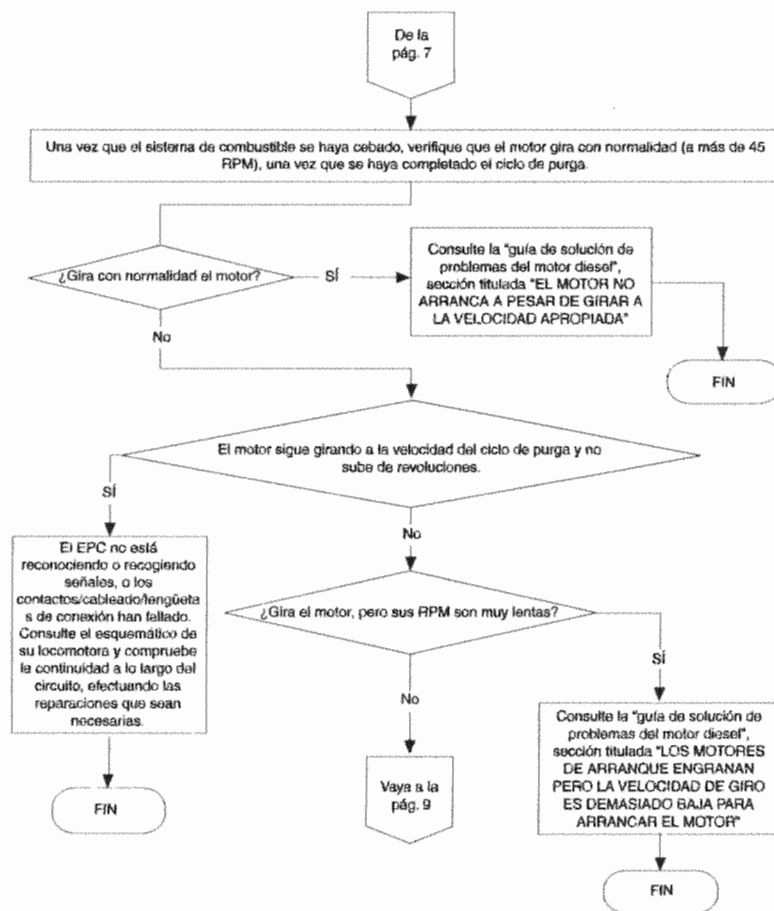 De la
pág. 7
Una vez que el sistema de combustible se haya cebado, verifique que el motor gira con normalidad (a más de 45
RPM), una vez que se haya completado el ciclo de purga.
¿Gira con normalidad el motor?
SÍ
Consulte la "guía de solución de
problemas del motor diesel",
sección titulada "EL MOTOR NO
ARRANCA A PESAR DE GIRAR A
LA VELOCIDAD APROPIADA"
No
FIN
El motor sigue girando a la velocidad del ciclo de purga y no
sube de revoluciones.
SÍ
No
El EPC no está
reconociendo o recogiendo
señales, o los
contactos/cableado/lengüeta
s de conexión han fallado.
Consulte el esquemático de
su locomotora y compruebe
la continuidad a lo largo del
circuito, efectuando las
reparaciones que sean
necesarias.
¿Gira el motor, pero sus RPM son muy lentas?
SÍ
No
Consulte la "guía de solución de
problemas del motor diesel",
sección titulada "LOS MOTORES
DE ARRANQUE ENGRANAN
PERO LA VELOCIDAD DE GIRO
ES DEMASIADO BAJA PARA
ARRANCAR EL MOTOR"
Vaya a la
pág. 9
FIN
FIN